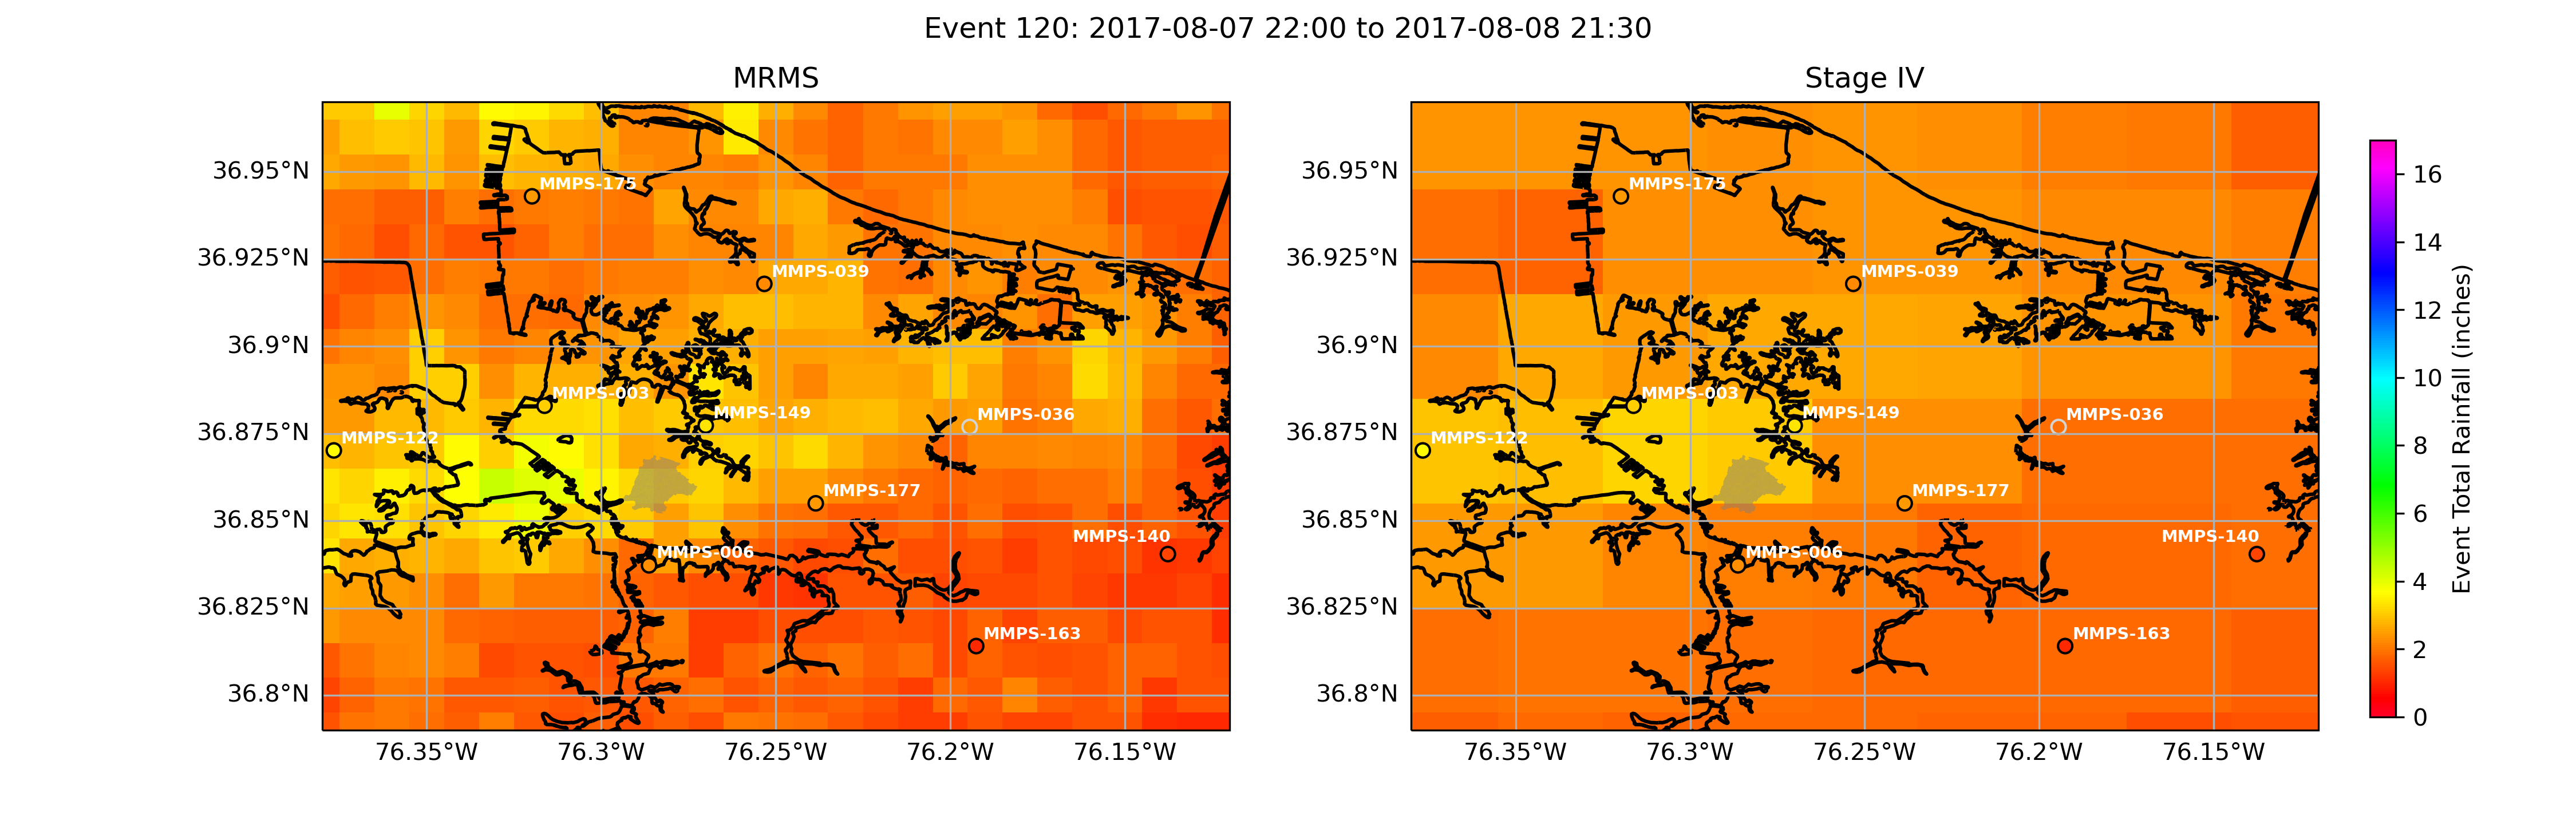 Event 120: 2017-08-07 22:00 to 2017-08-08 21:30
MRMS
36.95°N
36.925°N
36.9°N
36.875°N
36.85°N
36.825°N
36.8°N
76.35°W
76.3°W
76.25°W
76.2°W
76.15°W
MMPS-175
MMPS-039
MMPS-003
MMPS-149
MMPS-036
MMPS-122
MMPS-177
MMPS-140
MMPS-006
MMPS-163
Stage IV
36.95°N
36.925°N
36.9°N
36.875°N
36.85°N
36.825°N
36.8°N
76.35°W
76.3°W
76.25°W
76.2°W
76.15°W
MMPS-175
MMPS-039
MMPS-003
MMPS-149
MMPS-036
MMPS-122
MMPS-177
MMPS-140
MMPS-006
MMPS-163
16
14
12
10
8
6
4
2
0
Event Total Rainfall (inches)